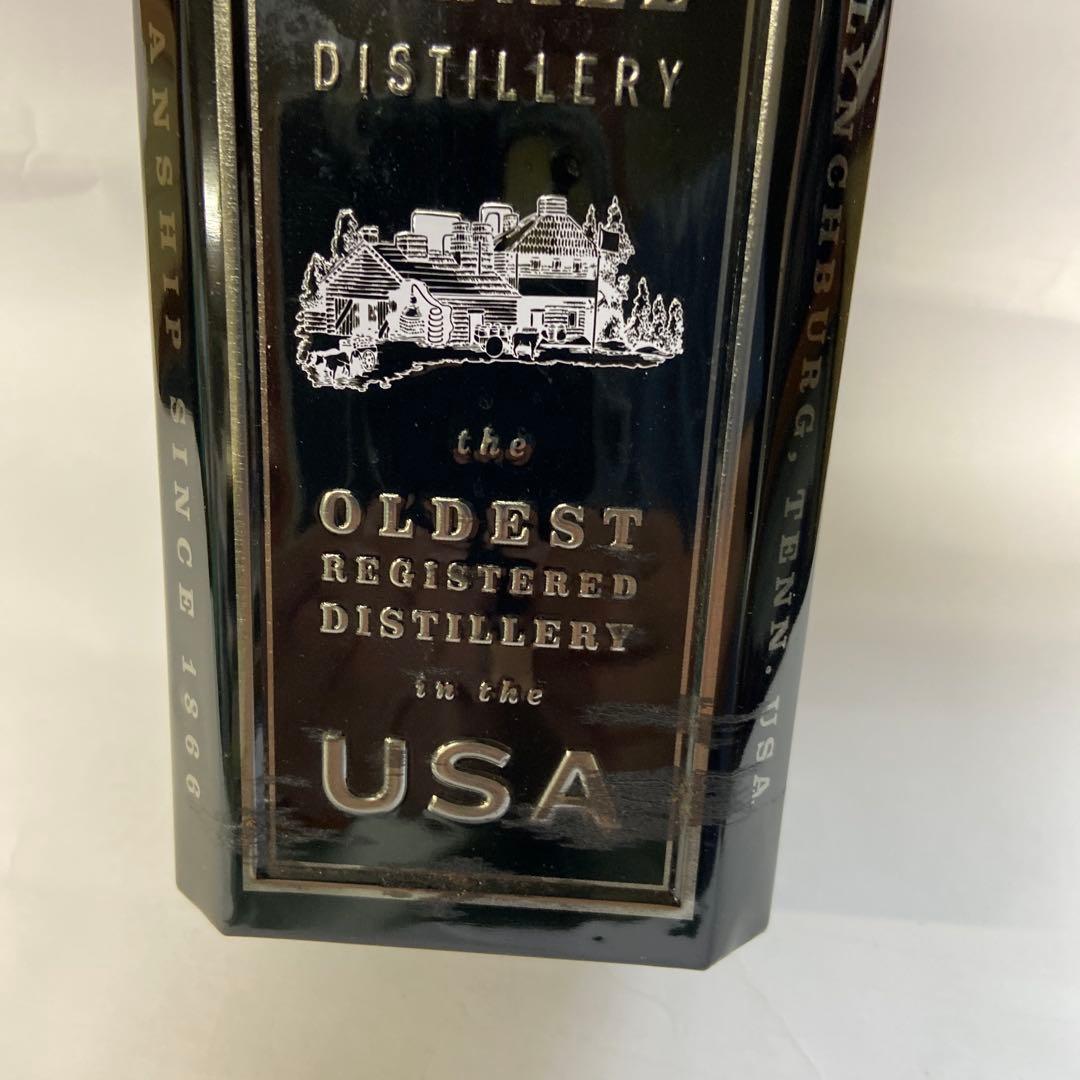 DISTILLERY
the
OLDEST
REGISTERED
DISTILLERY
in the
USA
ANSHIP SINCE 1866
LYNCHBURG, TENN. USA